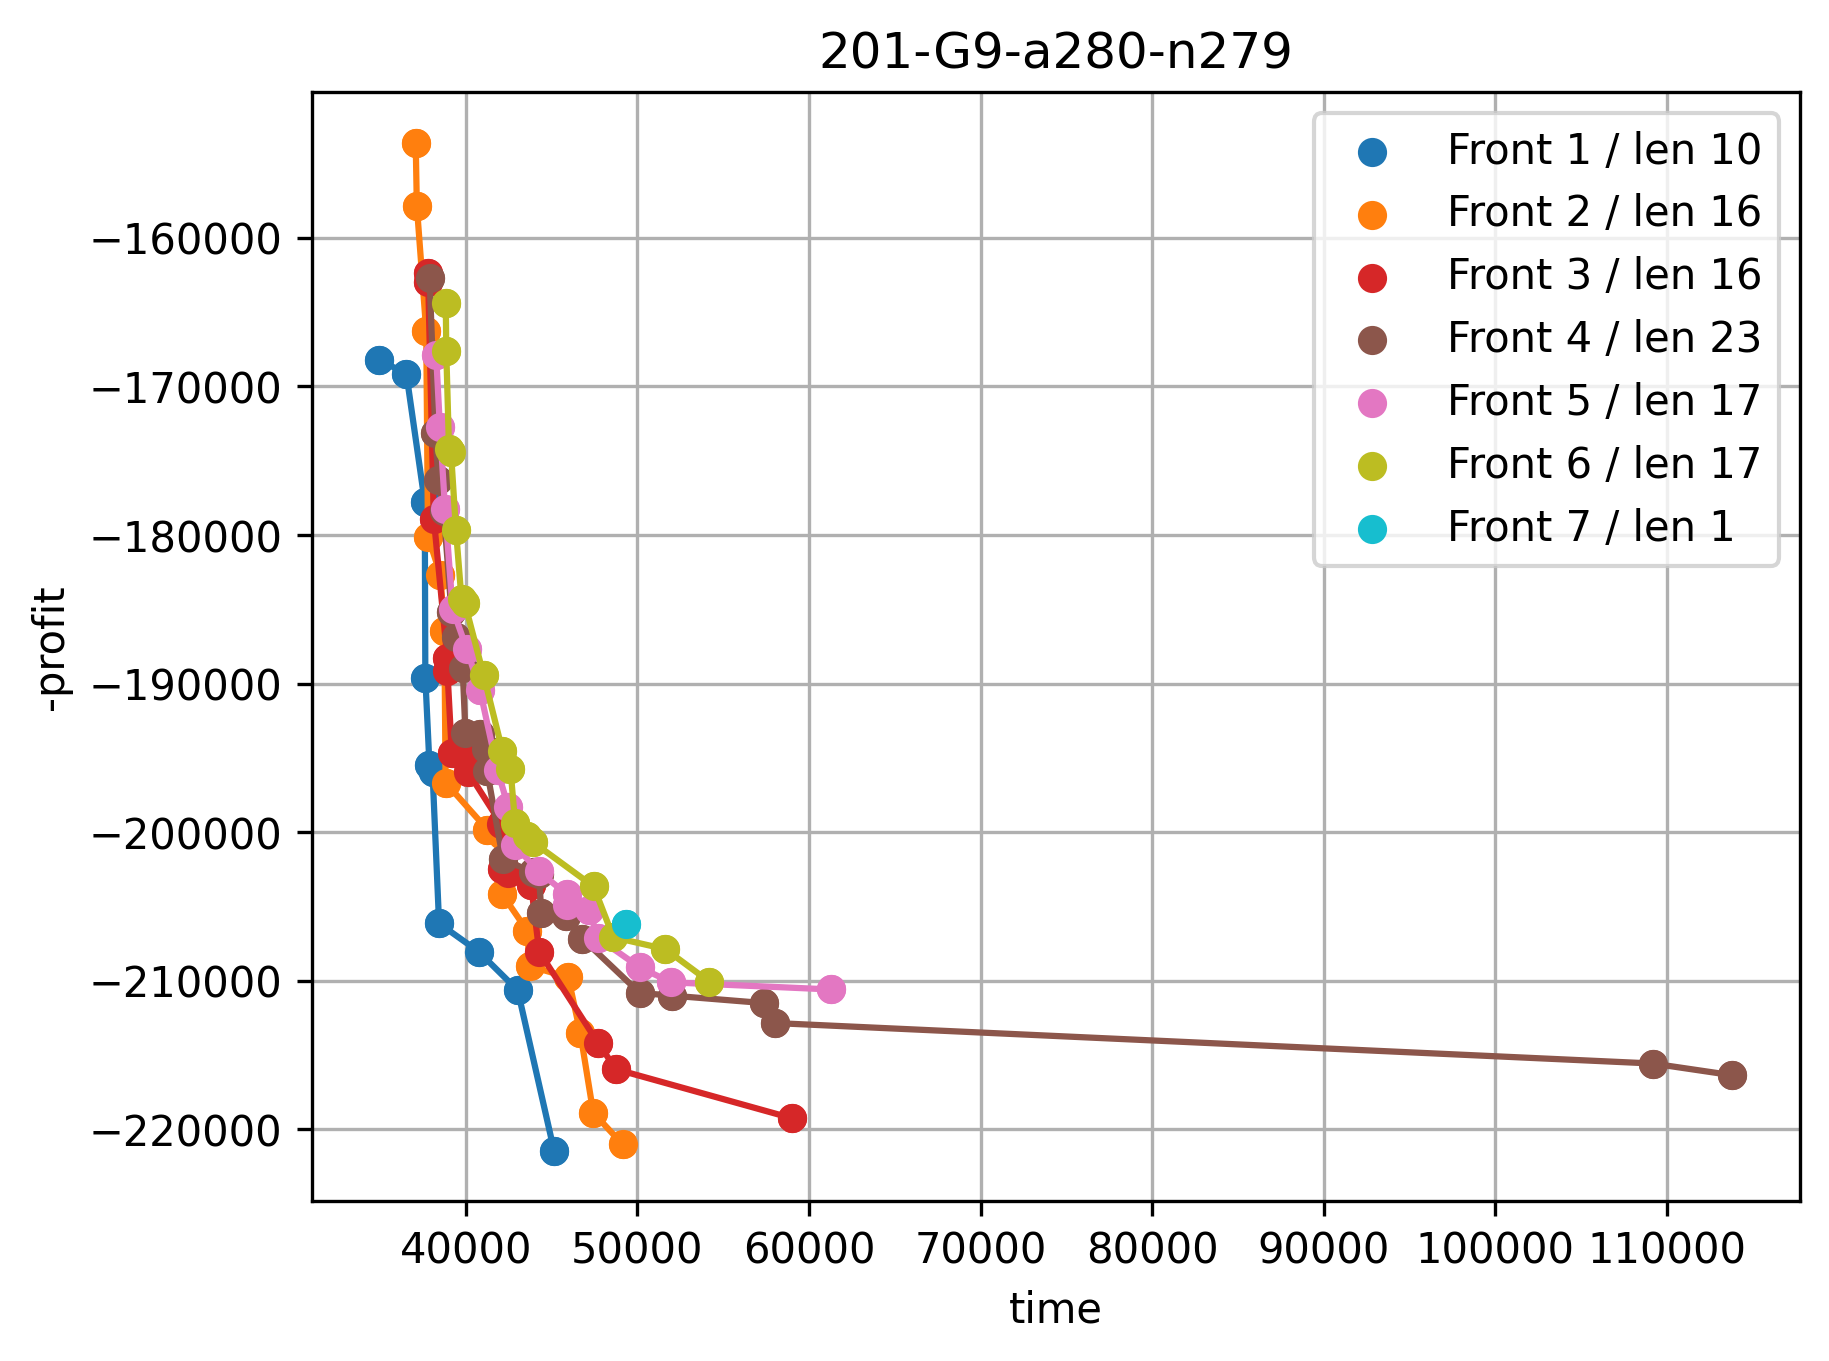 201-G9-a280-n279
Front 1 / len 10
Front 2 / len 16
Front 3 / len 16
Front 4 / len 23
Front 5 / len 17
Front 6 / len 17
Front 7 / len 1
−160000
−170000
−180000
−190000
−200000
−210000
−220000
-profit
40000 50000 60000 70000 80000 90000 100000 110000
time